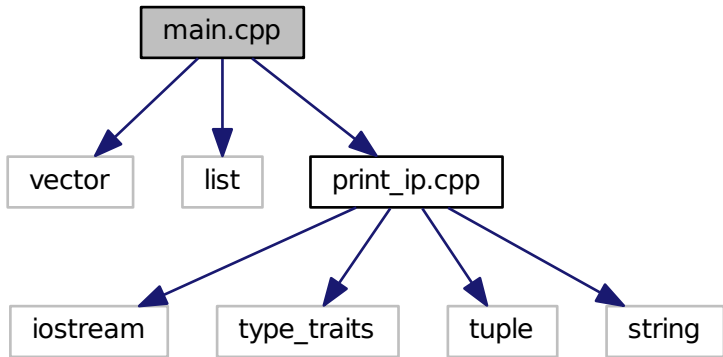 main.cpp
vector
list
print_ip.cpp
iostream
type_traits
tuple
string